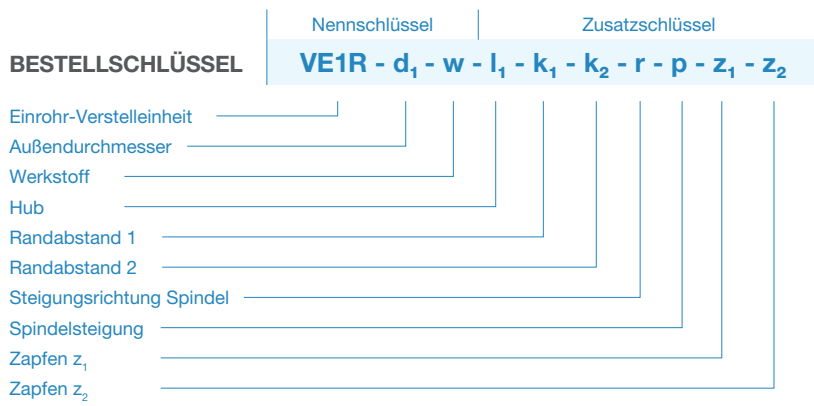 Nennschlüssel Zusatzschlüssel
BESTELLSCHLÜSSEL VE1R - d₁ - w - l₁ - k₁ - k₂ - r - p - z₁ - z₂
Einrohr-Verstelleinheit
Außendurchmesser
Werkstoff
Hub
Randabstand 1
Randabstand 2
Steigungsrichtung Spindel
Spindelsteigung
Zapfen z₁
Zapfen z₂